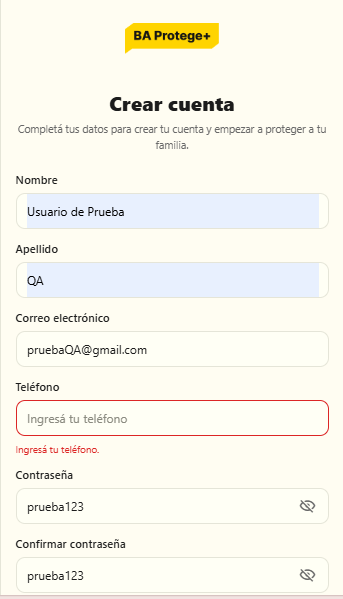 BA Protege+
Crear cuenta
Completá tus datos para crear tu cuenta y empezar a proteger a tu
familia.
Nombre
Usuario de Prueba
Apellido
QA
Correo electrónico
pruebaQA@gmail.com
Teléfono
Ingresá tu teléfono
Ingresá tu teléfono.
Contraseña
prueba123
Confirmar contraseña
prueba123